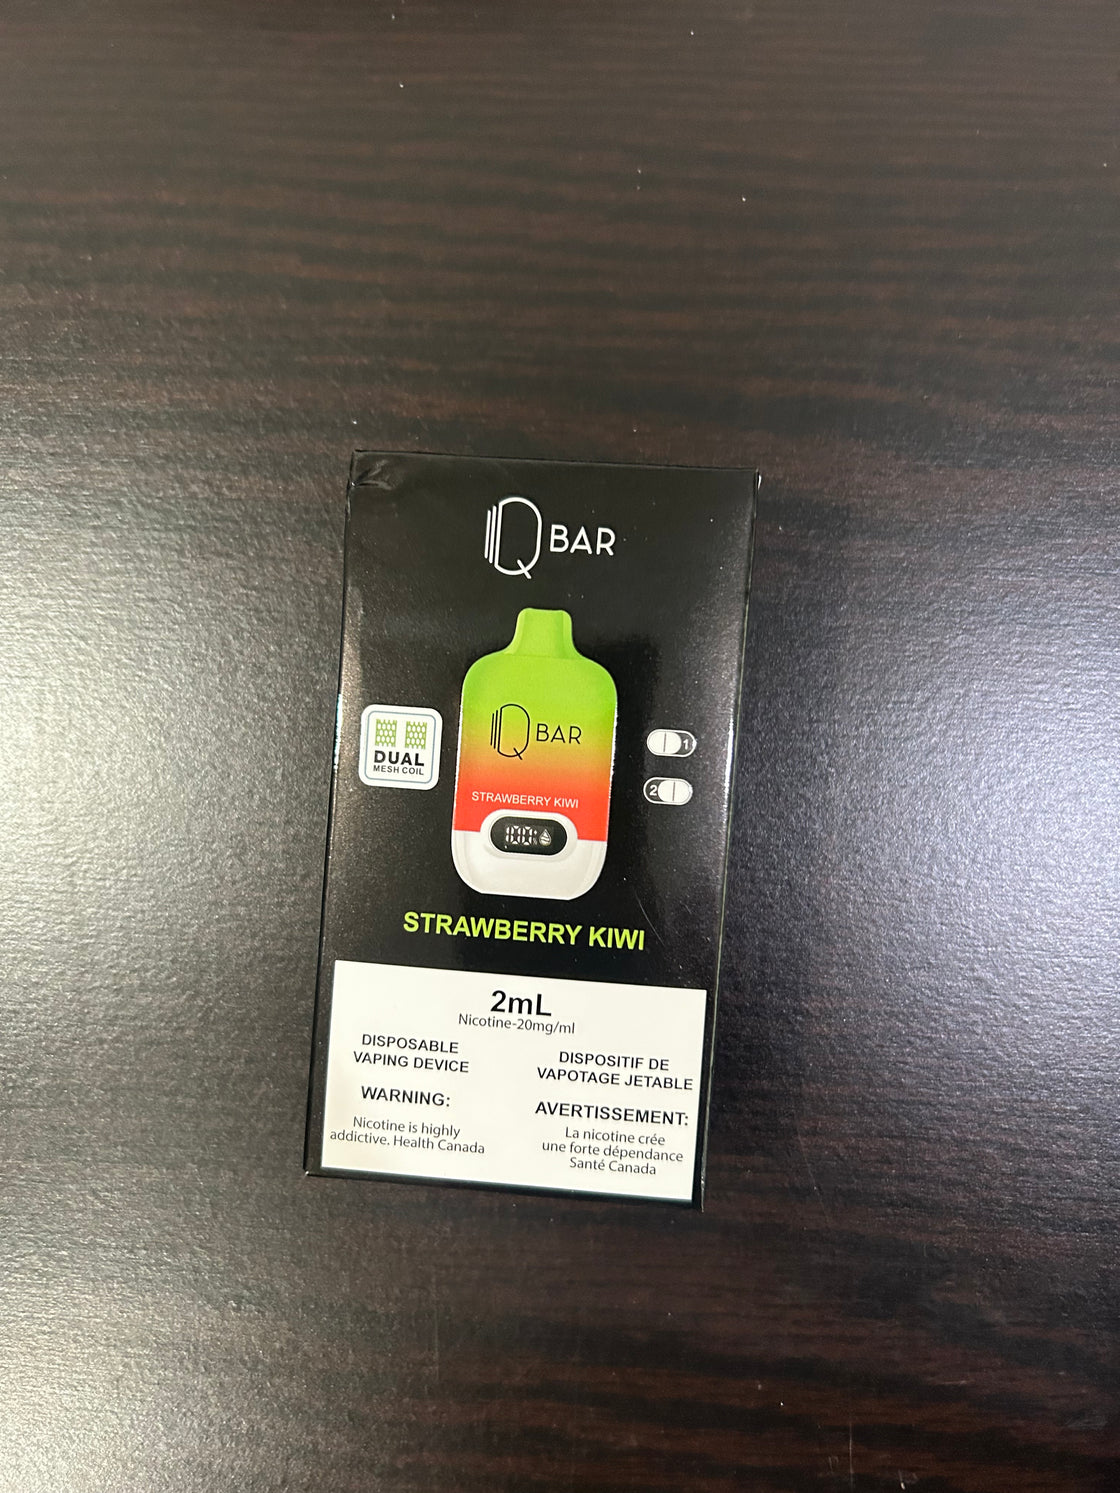 Q BAR
Q BAR
DUAL
MESH COIL
1
2
STRAWBERRY KIWI
STRAWBERRY KIWI
2mL
Nicotine-20mg/ml
DISPOSABLE
VAPING DEVICE
WARNING:
Nicotine is highly
addictive. Health Canada
DISPOSITIF DE
VAPOTAGE JETABLE
AVERTISSEMENT:
La nicotine crée
une forte dépendance
Santé Canada